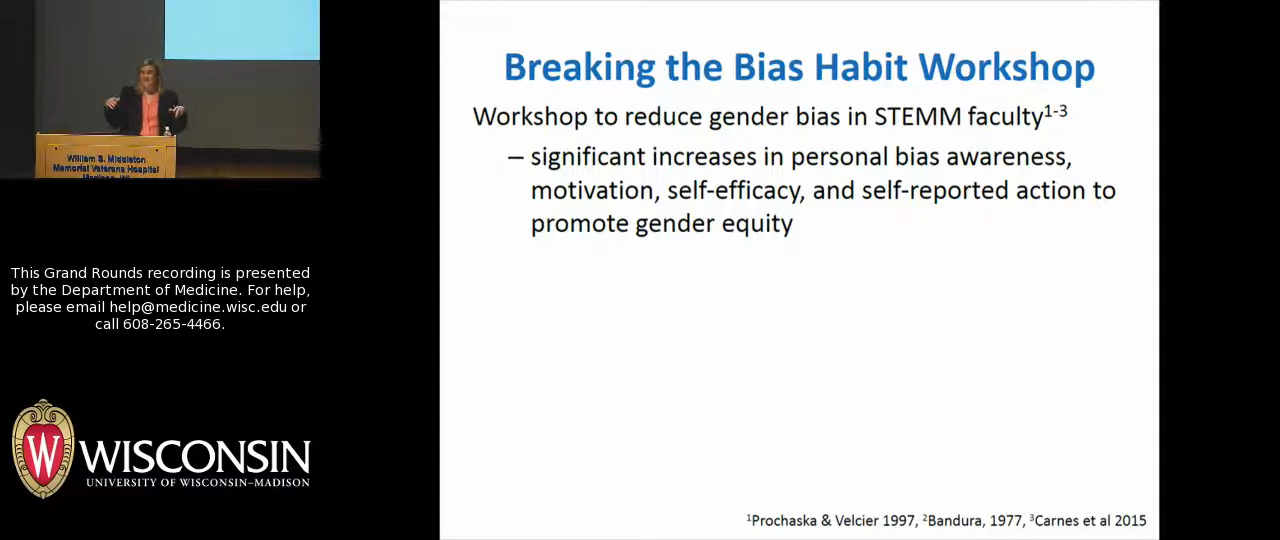 William S. Middleton
Memorial Veterans Hospital
Madison, WI
This Grand Rounds recording is presented
by the Department of Medicine. For help,
please email help@medicine.wisc.edu or
call 608-265-4466.
W
WISCONSIN
UNIVERSITY OF WISCONSIN–MADISON
Breaking the Bias Habit Workshop
Workshop to reduce gender bias in STEMM faculty¹⁻³
– significant increases in personal bias awareness,
motivation, self-efficacy, and self-reported action to
promote gender equity
¹Prochaska & Velcier 1997, ²Bandura, 1977, ³Carnes et al 2015